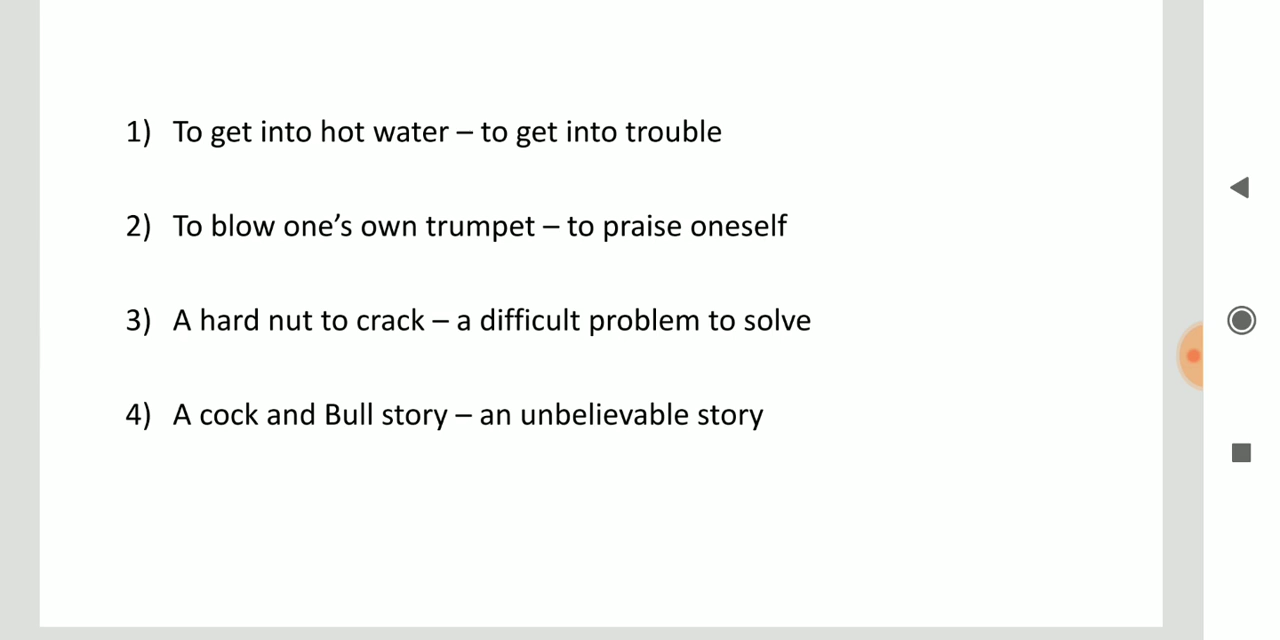 1) To get into hot water – to get into trouble
2) To blow one’s own trumpet – to praise oneself
3) A hard nut to crack – a difficult problem to solve
4) A cock and Bull story – an unbelievable story